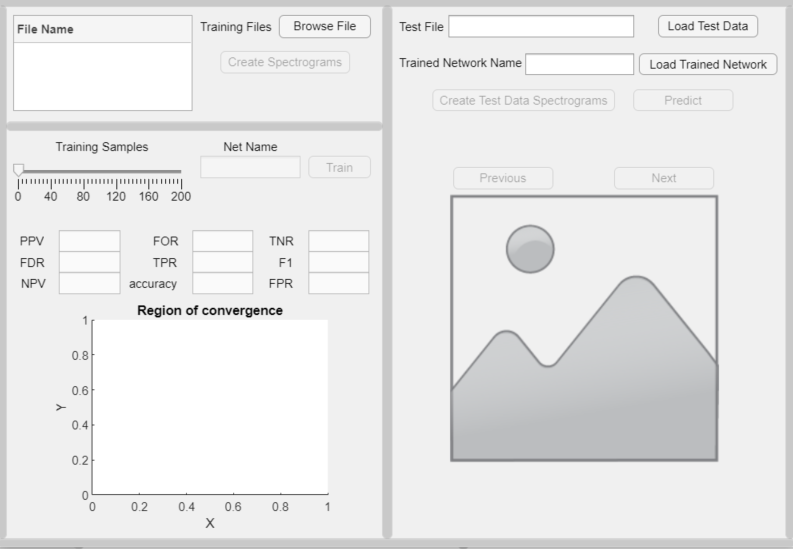 File Name
Training Files
Browse File
Create Spectrograms
Training Samples
0 40 80 120 160 200
Net Name
Train
PPV
FOR
TNR
FDR
TPR
F1
NPV
accuracy
FPR
Region of convergence
1
0.8
0.6
0.4
0.2
0
Y
0 0.2 0.4 0.6 0.8 1
X
Test File
Load Test Data
Trained Network Name
Load Trained Network
Create Test Data Spectrograms
Predict
Previous
Next